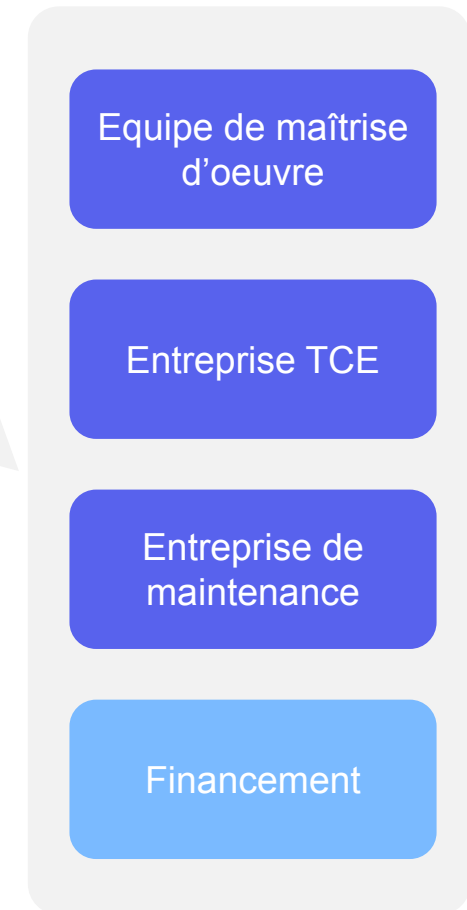 Equipe de maîtrise
d’oeuvre
Entreprise TCE
Entreprise de
maintenance
Financement